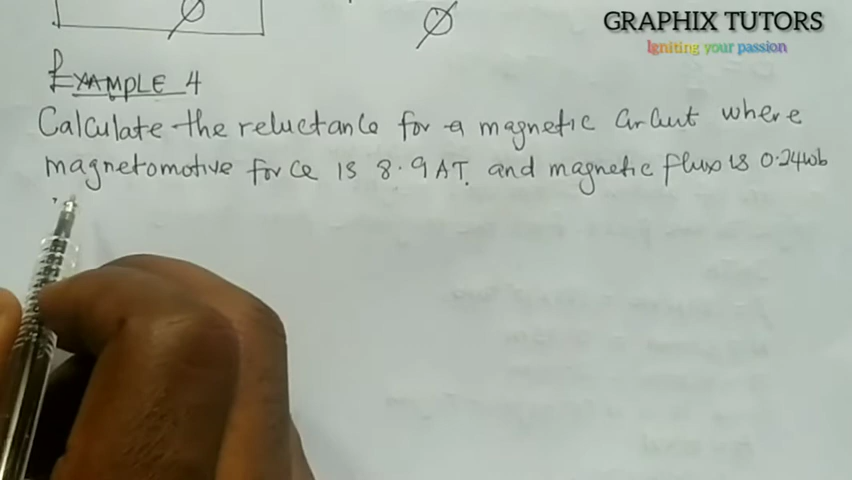 GRAPHIX TUTORS
Igniting your passion
∅ ∅
EXAMPLE 4
Calculate the reluctance for a magnetic circuit where
magnetomotive force is 8.9AT. and magnetic flux is 0.24wb